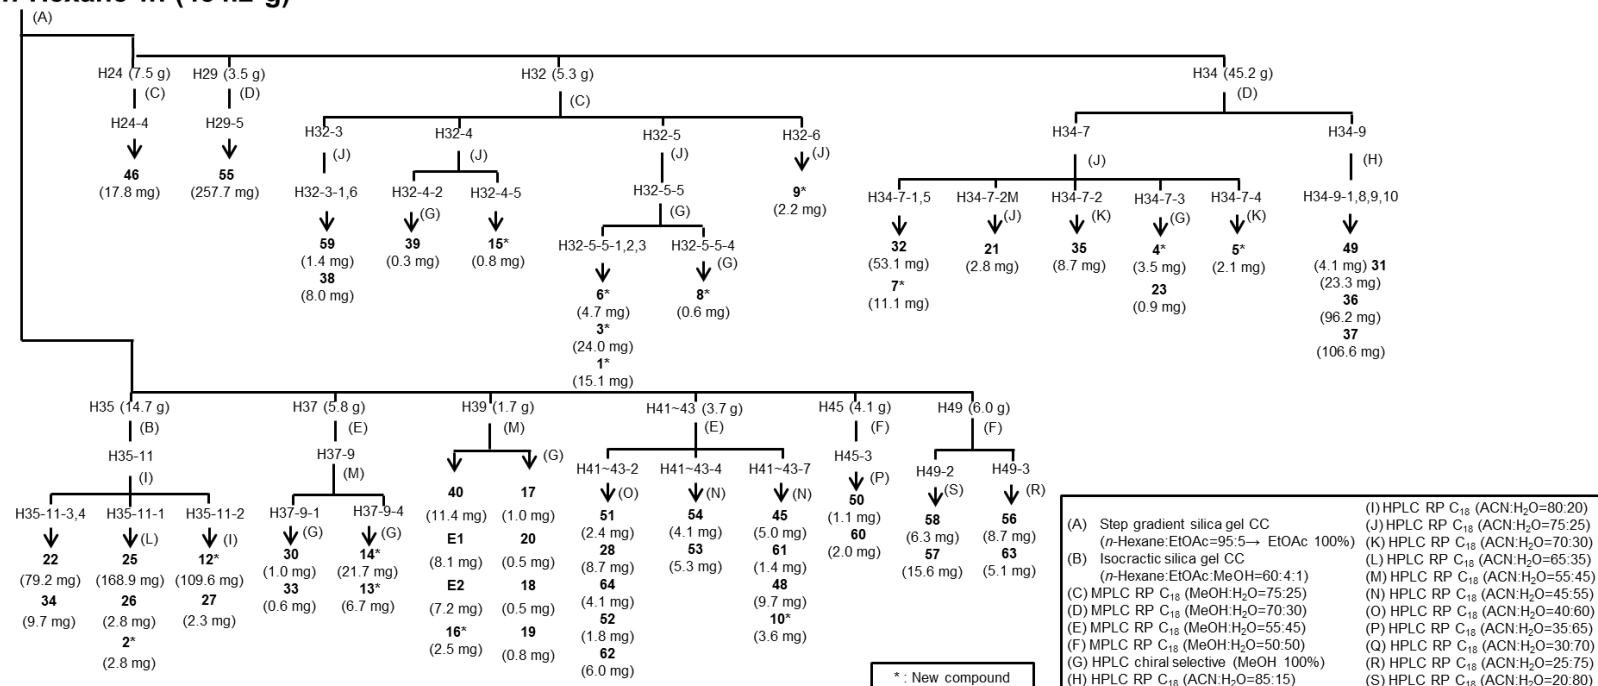 (A)
H24 (7.5 g)
(C)
H24-4
46
(17.8 mg)
H29 (3.5 g)
(D)
H29-5
55
(257.7 mg)
H32 (5.3 g)
(C)
H32-3
(J)
H32-3-1,6
59
(1.4 mg)
38
(8.0 mg)
H32-4
(J)
H32-4-2
(G)
39
(0.3 mg)
H32-4-5
15*
(0.8 mg)
H32-5
(J)
H32-5-5
(G)
H32-5-5-1,2,3
6*
(4.7 mg)
3*
(24.0 mg)
1*
(15.1 mg)
H32-5-5-4
(G)
8*
(0.6 mg)
H32-6
(J)
9*
(2.2 mg)
H34 (45.2 g)
(D)
H34-7
(J)
H34-7-1,5
32
(53.1 mg)
7*
(11.1 mg)
H34-7-2M
(J)
21
(2.8 mg)
H34-7-2
(K)
35
(8.7 mg)
H34-7-3
(G)
4*
(3.5 mg)
23
(0.9 mg)
H34-7-4
(K)
5*
(2.1 mg)
H34-9
(H)
H34-9-1,8,9,10
49
(4.1 mg) 31
(23.3 mg)
36
(96.2 mg)
37
(106.6 mg)
H35 (14.7 g)
(B)
H35-11
(I)
H35-11-3,4
22
(79.2 mg)
34
(9.7 mg)
H35-11-1
(L)
25
(168.9 mg)
26
(2.8 mg)
2*
(2.8 mg)
H35-11-2
(I)
12*
(109.6 mg)
27
(2.3 mg)
H37 (5.8 g)
(E)
H37-9
(M)
H37-9-1
(G)
30
(1.0 mg)
33
(0.6 mg)
H37-9-4
(G)
14*
(21.7 mg)
13*
(6.7 mg)
H39 (1.7 g)
(M)
40
(11.4 mg)
E1
(8.1 mg)
E2
(7.2 mg)
16*
(2.5 mg)
(G)
17
(1.0 mg)
20
(0.5 mg)
18
(0.5 mg)
19
(0.8 mg)
H41~43 (3.7 g)
(E)
H41~43-2
(O)
51
(2.4 mg)
28
(8.7 mg)
64
(4.1 mg)
52
(1.8 mg)
62
(6.0 mg)
H41~43-4
(N)
54
(4.1 mg)
53
(5.3 mg)
H41~43-7
(N)
45
(5.0 mg)
61
(1.4 mg)
48
(9.7 mg)
10*
(3.6 mg)
H45 (4.1 g)
(F)
H45-3
(P)
50
(1.1 mg)
60
(2.0 mg)
H49 (6.0 g)
(F)
H49-2
(S)
58
(6.3 mg)
57
(15.6 mg)
H49-3
(R)
56
(8.7 mg)
63
(5.1 mg)
* : New compound
(A) Step gradient silica gel CC
(n-Hexane:EtOAc=95:5→ EtOAc 100%)
(B) Isocractic silica gel CC
(n-Hexane:EtOAc:MeOH=60:4:1)
(C) MPLC RP C18 (MeOH:H2O=75:25)
(D) MPLC RP C18 (MeOH:H2O=70:30)
(E) MPLC RP C18 (MeOH:H2O=55:45)
(F) MPLC RP C18 (MeOH:H2O=50:50)
(G) HPLC chiral selective (MeOH 100%)
(H) HPLC RP C18 (ACN:H2O=85:15)
(I) HPLC RP C18 (ACN:H2O=80:20)
(J) HPLC RP C18 (ACN:H2O=75:25)
(K) HPLC RP C18 (ACN:H2O=70:30)
(L) HPLC RP C18 (ACN:H2O=65:35)
(M) HPLC RP C18 (ACN:H2O=55:45)
(N) HPLC RP C18 (ACN:H2O=45:55)
(O) HPLC RP C18 (ACN:H2O=40:60)
(P) HPLC RP C18 (ACN:H2O=35:65)
(Q) HPLC RP C18 (ACN:H2O=30:70)
(R) HPLC RP C18 (ACN:H2O=25:75)
(S) HPLC RP C18 (ACN:H2O=20:80)